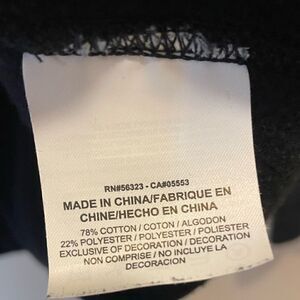 RN#56323 - CA#05553
MADE IN CHINA/FABRIQUE EN
CHINE/HECHO EN CHINA
78% COTTON / COTON / ALGODON
22% POLYESTER / POLYESTER / POLIESTER
EXCLUSIVE OF DECORATION / DECORATION
NON COMPRISE / NO INCLUYE LA
DECORACION